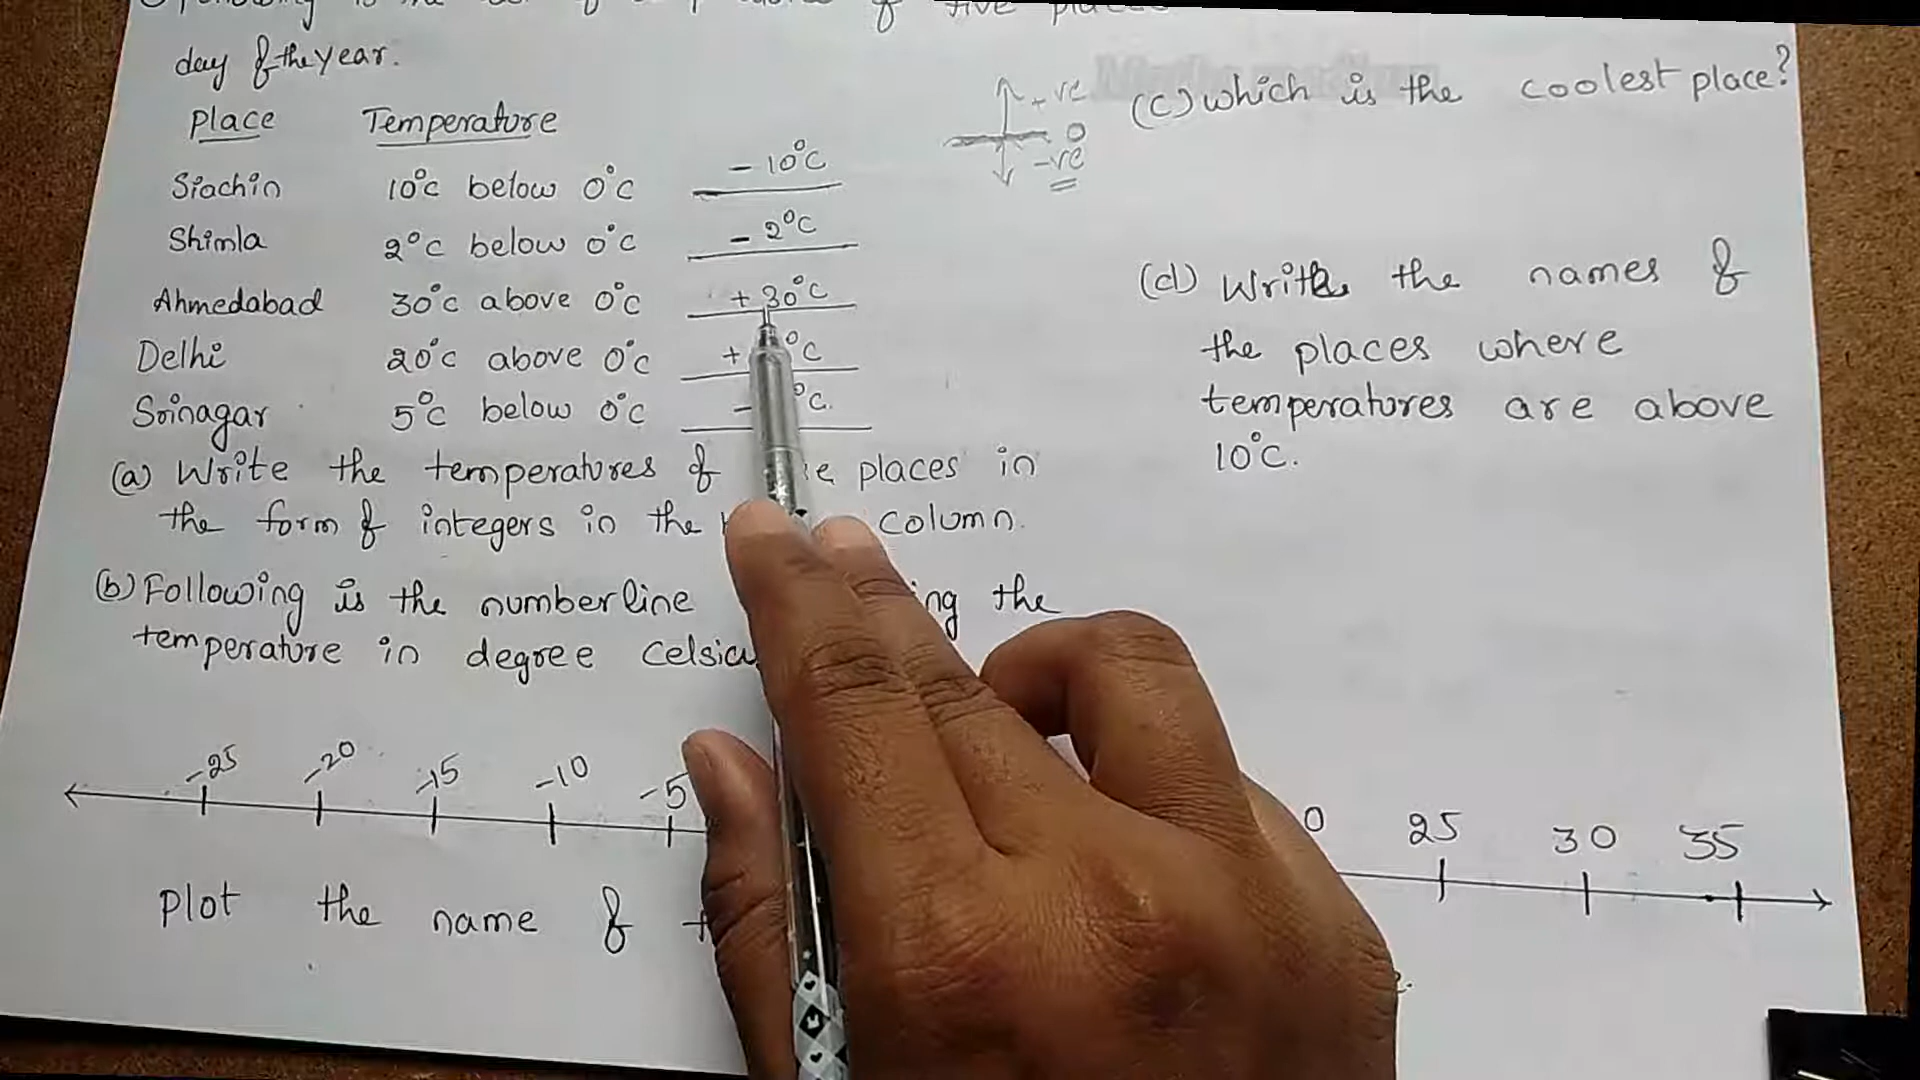 day of the year.
Place Temperature
Siachin 10°c below 0°c - 10°C
Shimla 2°c below 0°c - 2°C
Ahmedabad 30°c above 0°c + 30°C
Delhi 20°c above 0°c + °C
Srinagar 5°c below 0°c - °C.
(a) Write the temperatures of places in
the form of integers in the column.
(b) Following is the numberline the
temperature in degree
-25 -20 -15 -10 -5 25 30 35
Plot the name of
+ve
0
-ve
(c) which is the coolest place?
(d) Write the names of
the places where
temperatures are above
10°C.